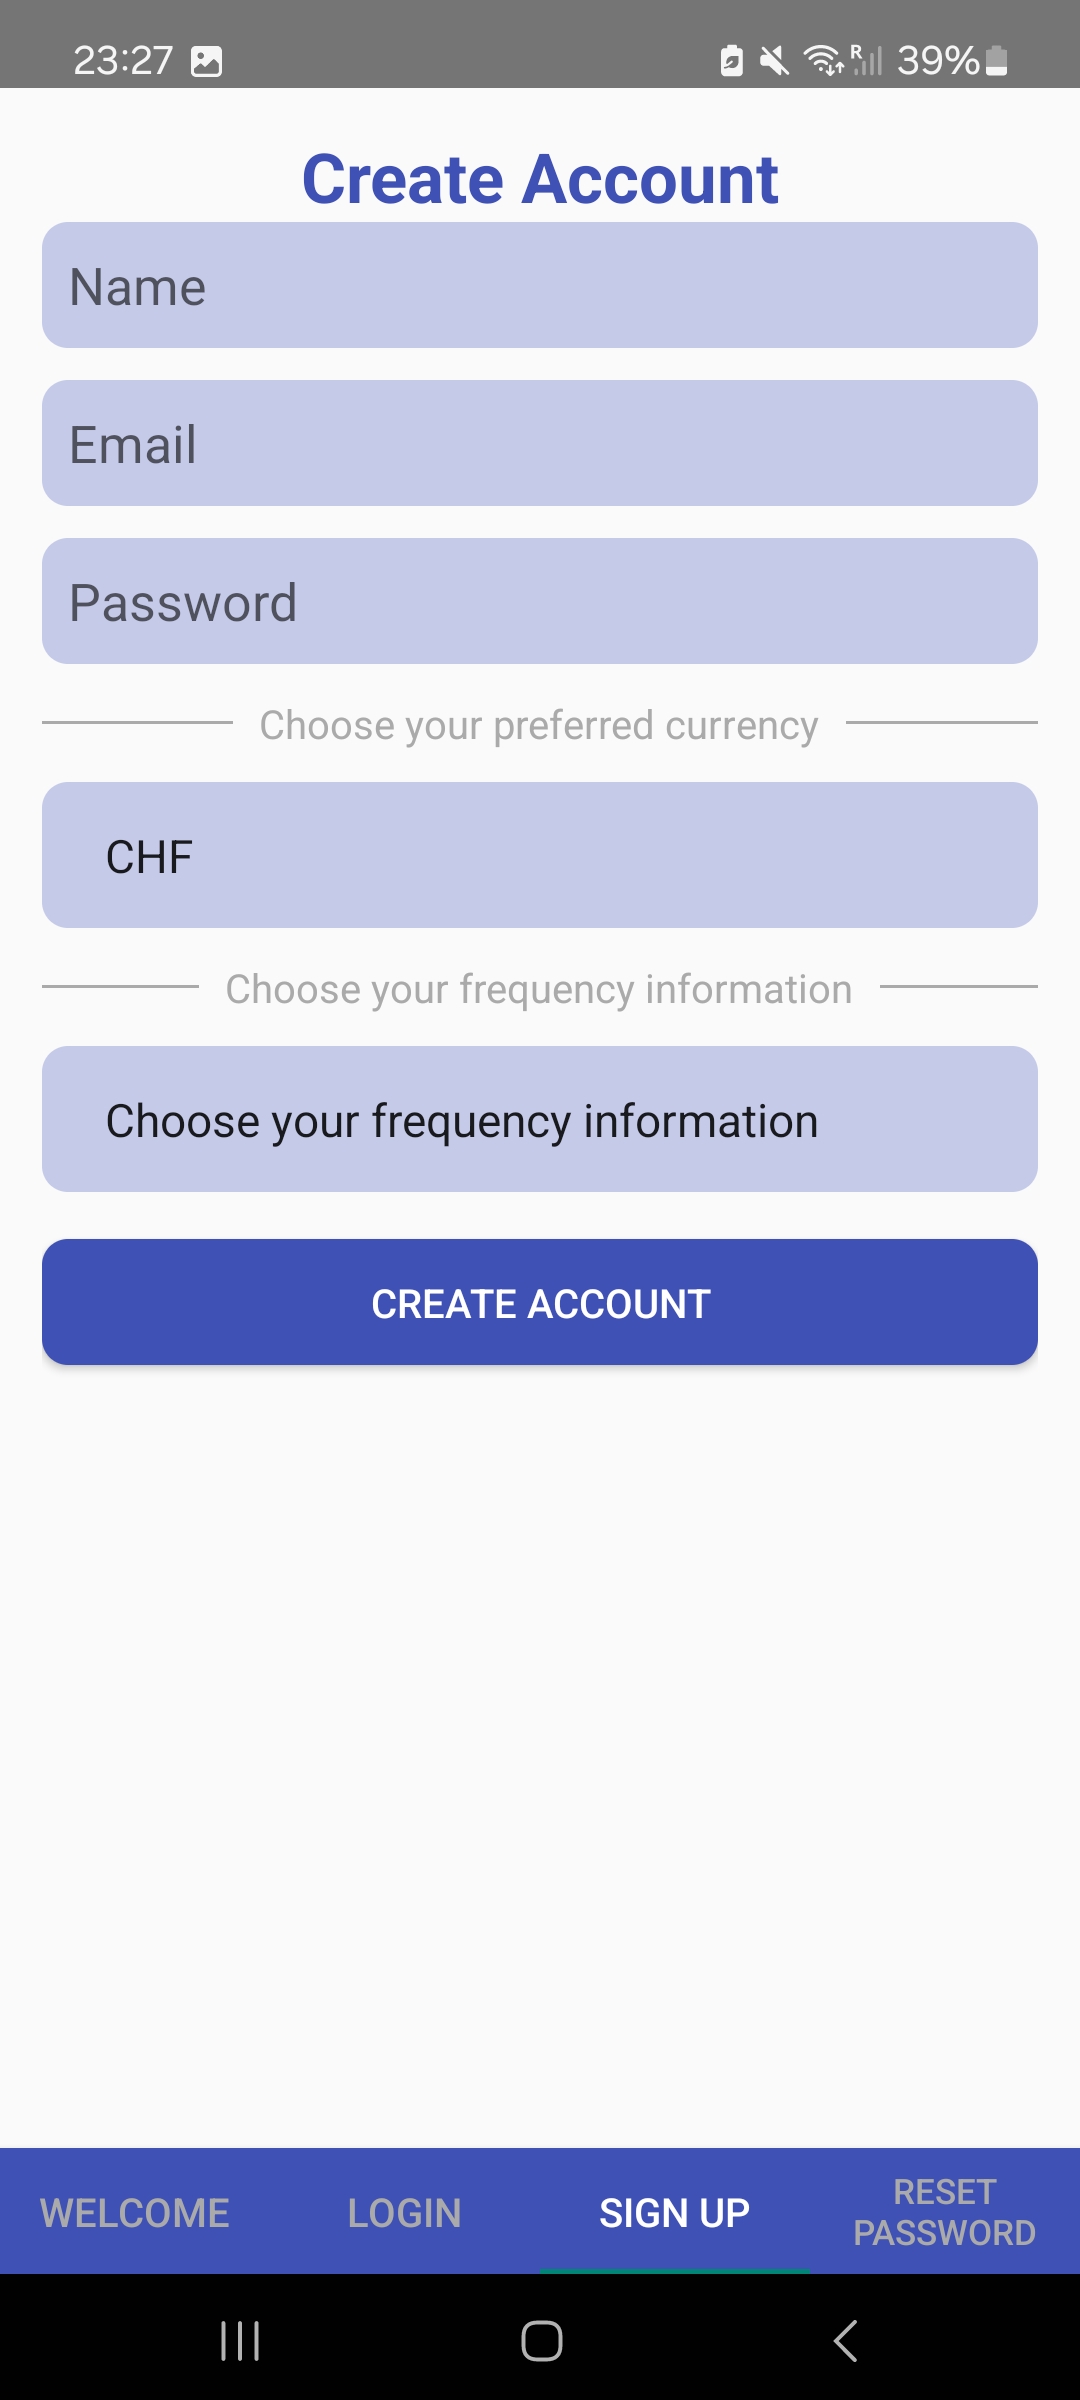 23:27
R 39%
Create Account
Name
Email
Password
Choose your preferred currency
CHF
Choose your frequency information
Choose your frequency information
CREATE ACCOUNT
WELCOME LOGIN SIGN UP RESET PASSWORD